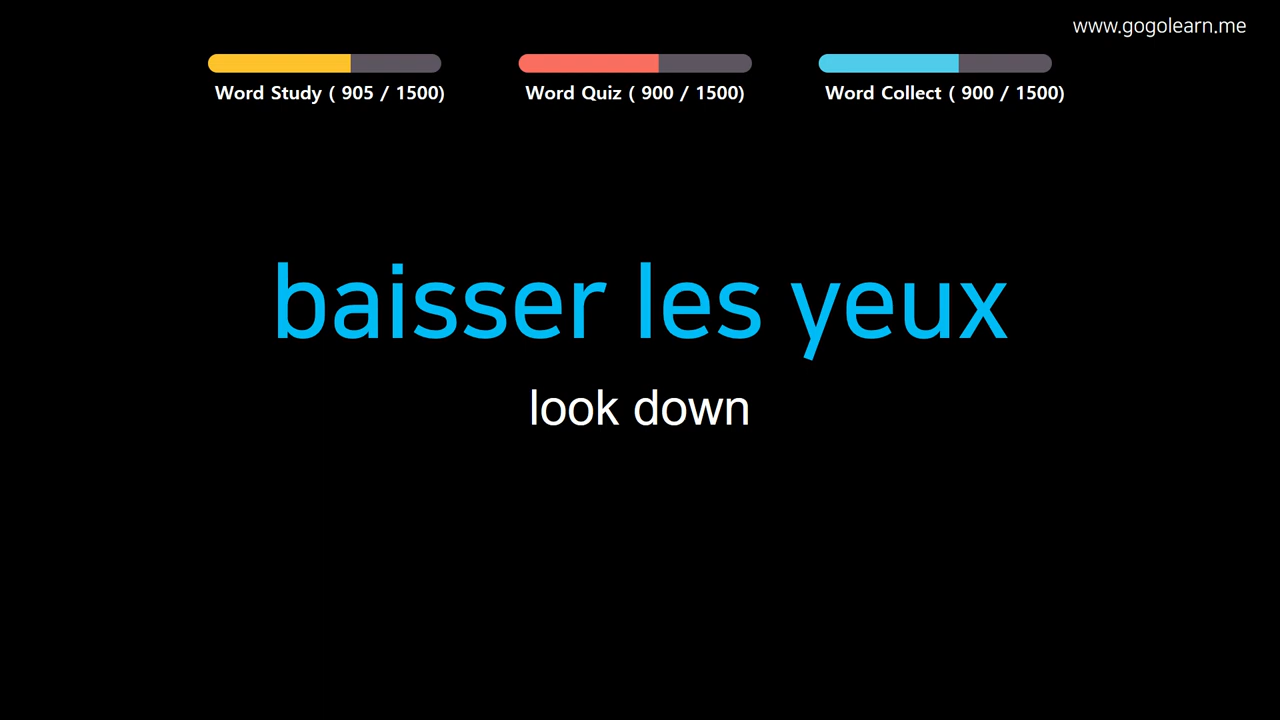 www.gogolearn.me
Word Study ( 905 / 1500)
Word Quiz ( 900 / 1500)
Word Collect ( 900 / 1500)
baisser les yeux
look down